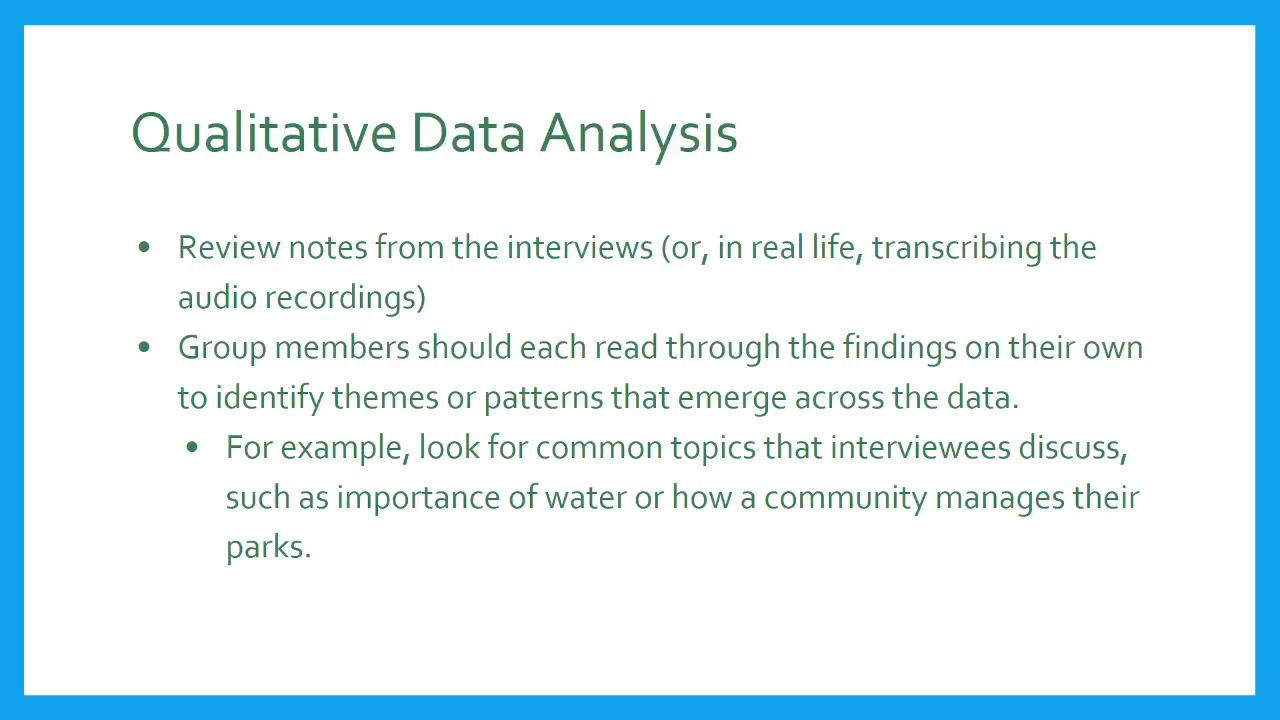 Qualitative Data Analysis
• Review notes from the interviews (or, in real life, transcribing the
audio recordings)
• Group members should each read through the findings on their own
to identify themes or patterns that emerge across the data.
• For example, look for common topics that interviewees discuss,
such as importance of water or how a community manages their
parks.